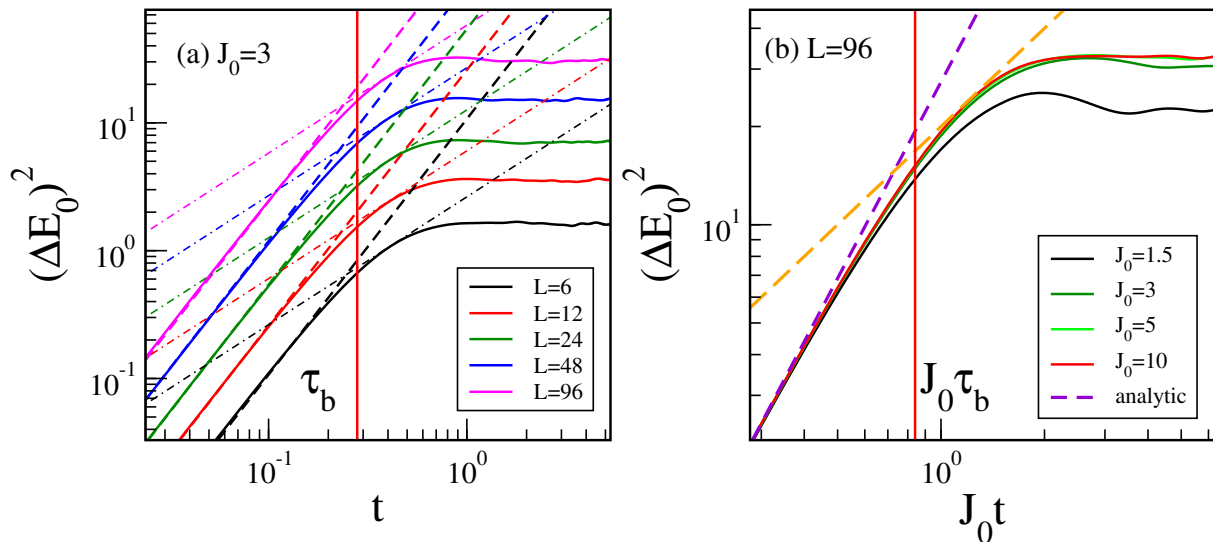 (a) J₀=3
(ΔE₀)²
10¹
10⁰
10⁻¹
τ_b
L=6
L=12
L=24
L=48
L=96
10⁻¹ 10⁰
t
(b) L=96
(ΔE₀)²
10¹
J₀τ_b
J₀=1.5
J₀=3
J₀=5
J₀=10
analytic
10⁰
J₀t